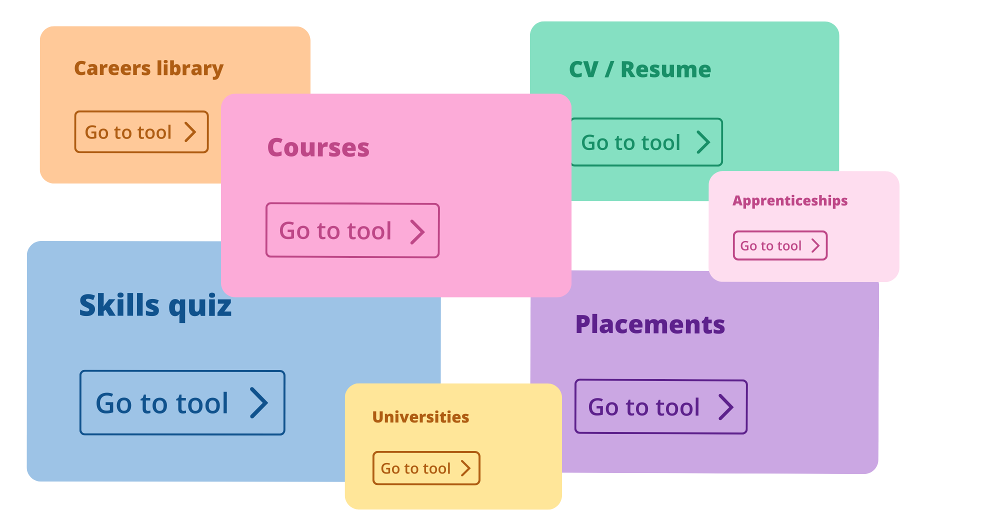 Careers library
Go to tool
CV / Resume
Go to tool
Courses
Go to tool
Apprenticeships
Go to tool
Skills quiz
Go to tool
Placements
Go to tool
Universities
Go to tool